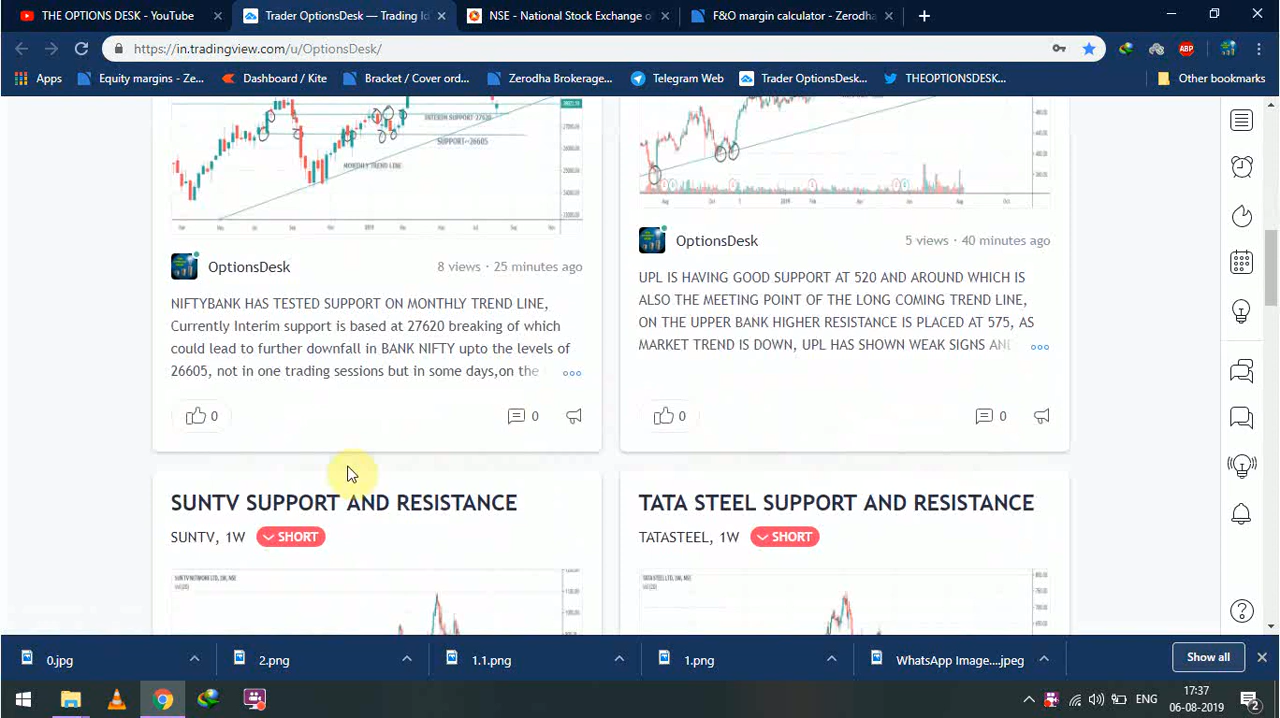 THE OPTIONS DESK - YouTube
Trader OptionsDesk — Trading Id
NSE - National Stock Exchange o
F&O margin calculator - Zerodha
https://in.tradingview.com/u/OptionsDesk/
ABP
Apps
Equity margins - Ze...
Dashboard / Kite
Bracket / Cover ord...
Zerodha Brokerage...
Telegram Web
Trader OptionsDesk...
THEOPTIONSDESK...
Other bookmarks
INTERIM SUPPORT 27620
SUPPORT--26605
MONTHLY TREND LINE
OptionsDesk
8 views · 25 minutes ago
NIFTYBANK HAS TESTED SUPPORT ON MONTHLY TREND LINE,
Currently Interim support is based at 27620 breaking of which
could lead to further downfall in BANK NIFTY upto the levels of
26605, not in one trading sessions but in some days,on the
0
0
OptionsDesk
5 views · 40 minutes ago
UPL IS HAVING GOOD SUPPORT AT 520 AND AROUND WHICH IS
ALSO THE MEETING POINT OF THE LONG COMING TREND LINE,
ON THE UPPER BANK HIGHER RESISTANCE IS PLACED AT 575, AS
MARKET TREND IS DOWN, UPL HAS SHOWN WEAK SIGNS AND
0
0
SUNTV SUPPORT AND RESISTANCE
SUNTV, 1W
SHORT
TATA STEEL SUPPORT AND RESISTANCE
TATASTEEL, 1W
SHORT
0.jpg
2.png
1.1.png
1.png
WhatsApp Image....jpeg
Show all
ENG
17:37
06-08-2019
2